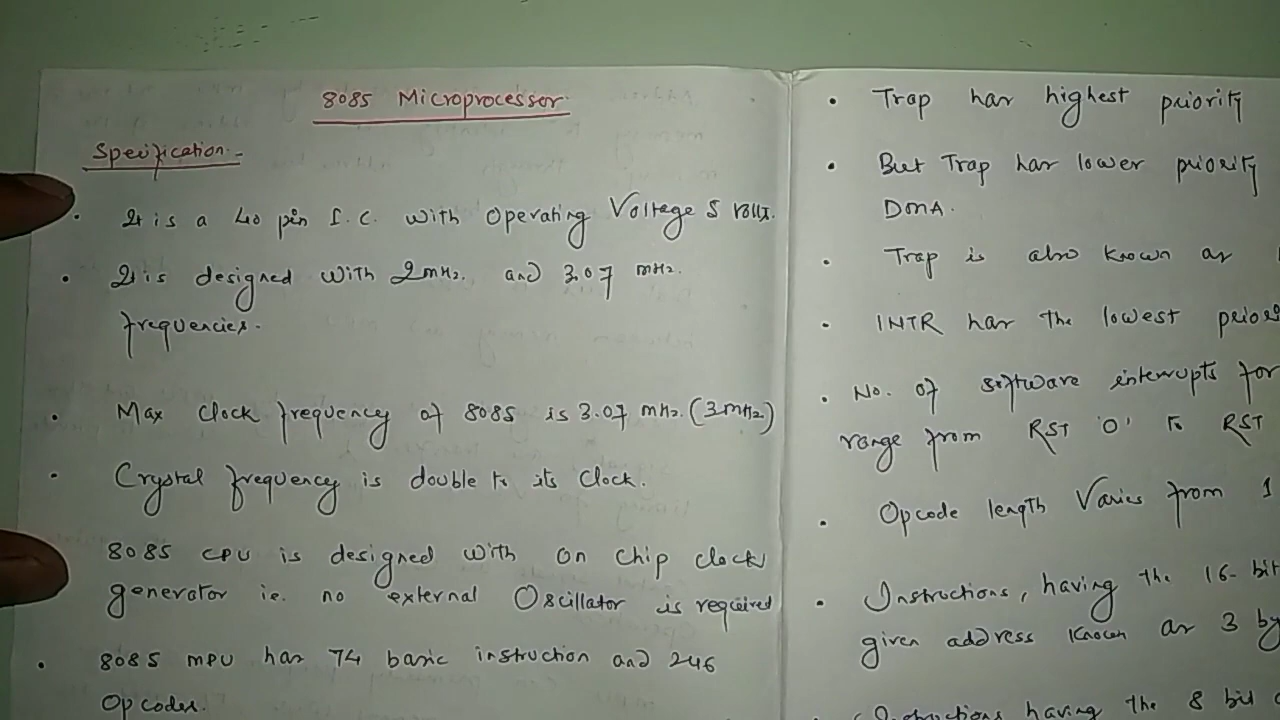 8085 Microprocessor
Specification:-
It is a 40 pin I.C. with Operating Voltage 5 volts.
It is designed with 2mHz. and 3.07 mHz.
frequencies.
Max Clock frequency of 8085 is 3.07 mHz. (3mHz)
Crystal frequency is double to its Clock.
8085 CPU is designed with on chip clock
generator i.e. no external Oscillator is required
8085 MPU has 74 basic instruction and 246
Opcodes.
Trap has highest priority
But Trap has lower priority
DMA.
Trap is also known as
INTR has the lowest
No. of software interrupts for
range from RST '0' to RST
Opcode length Varies from 1
Instructions, having the 16-bit
given address known as 3
Instructions having the 8 bit